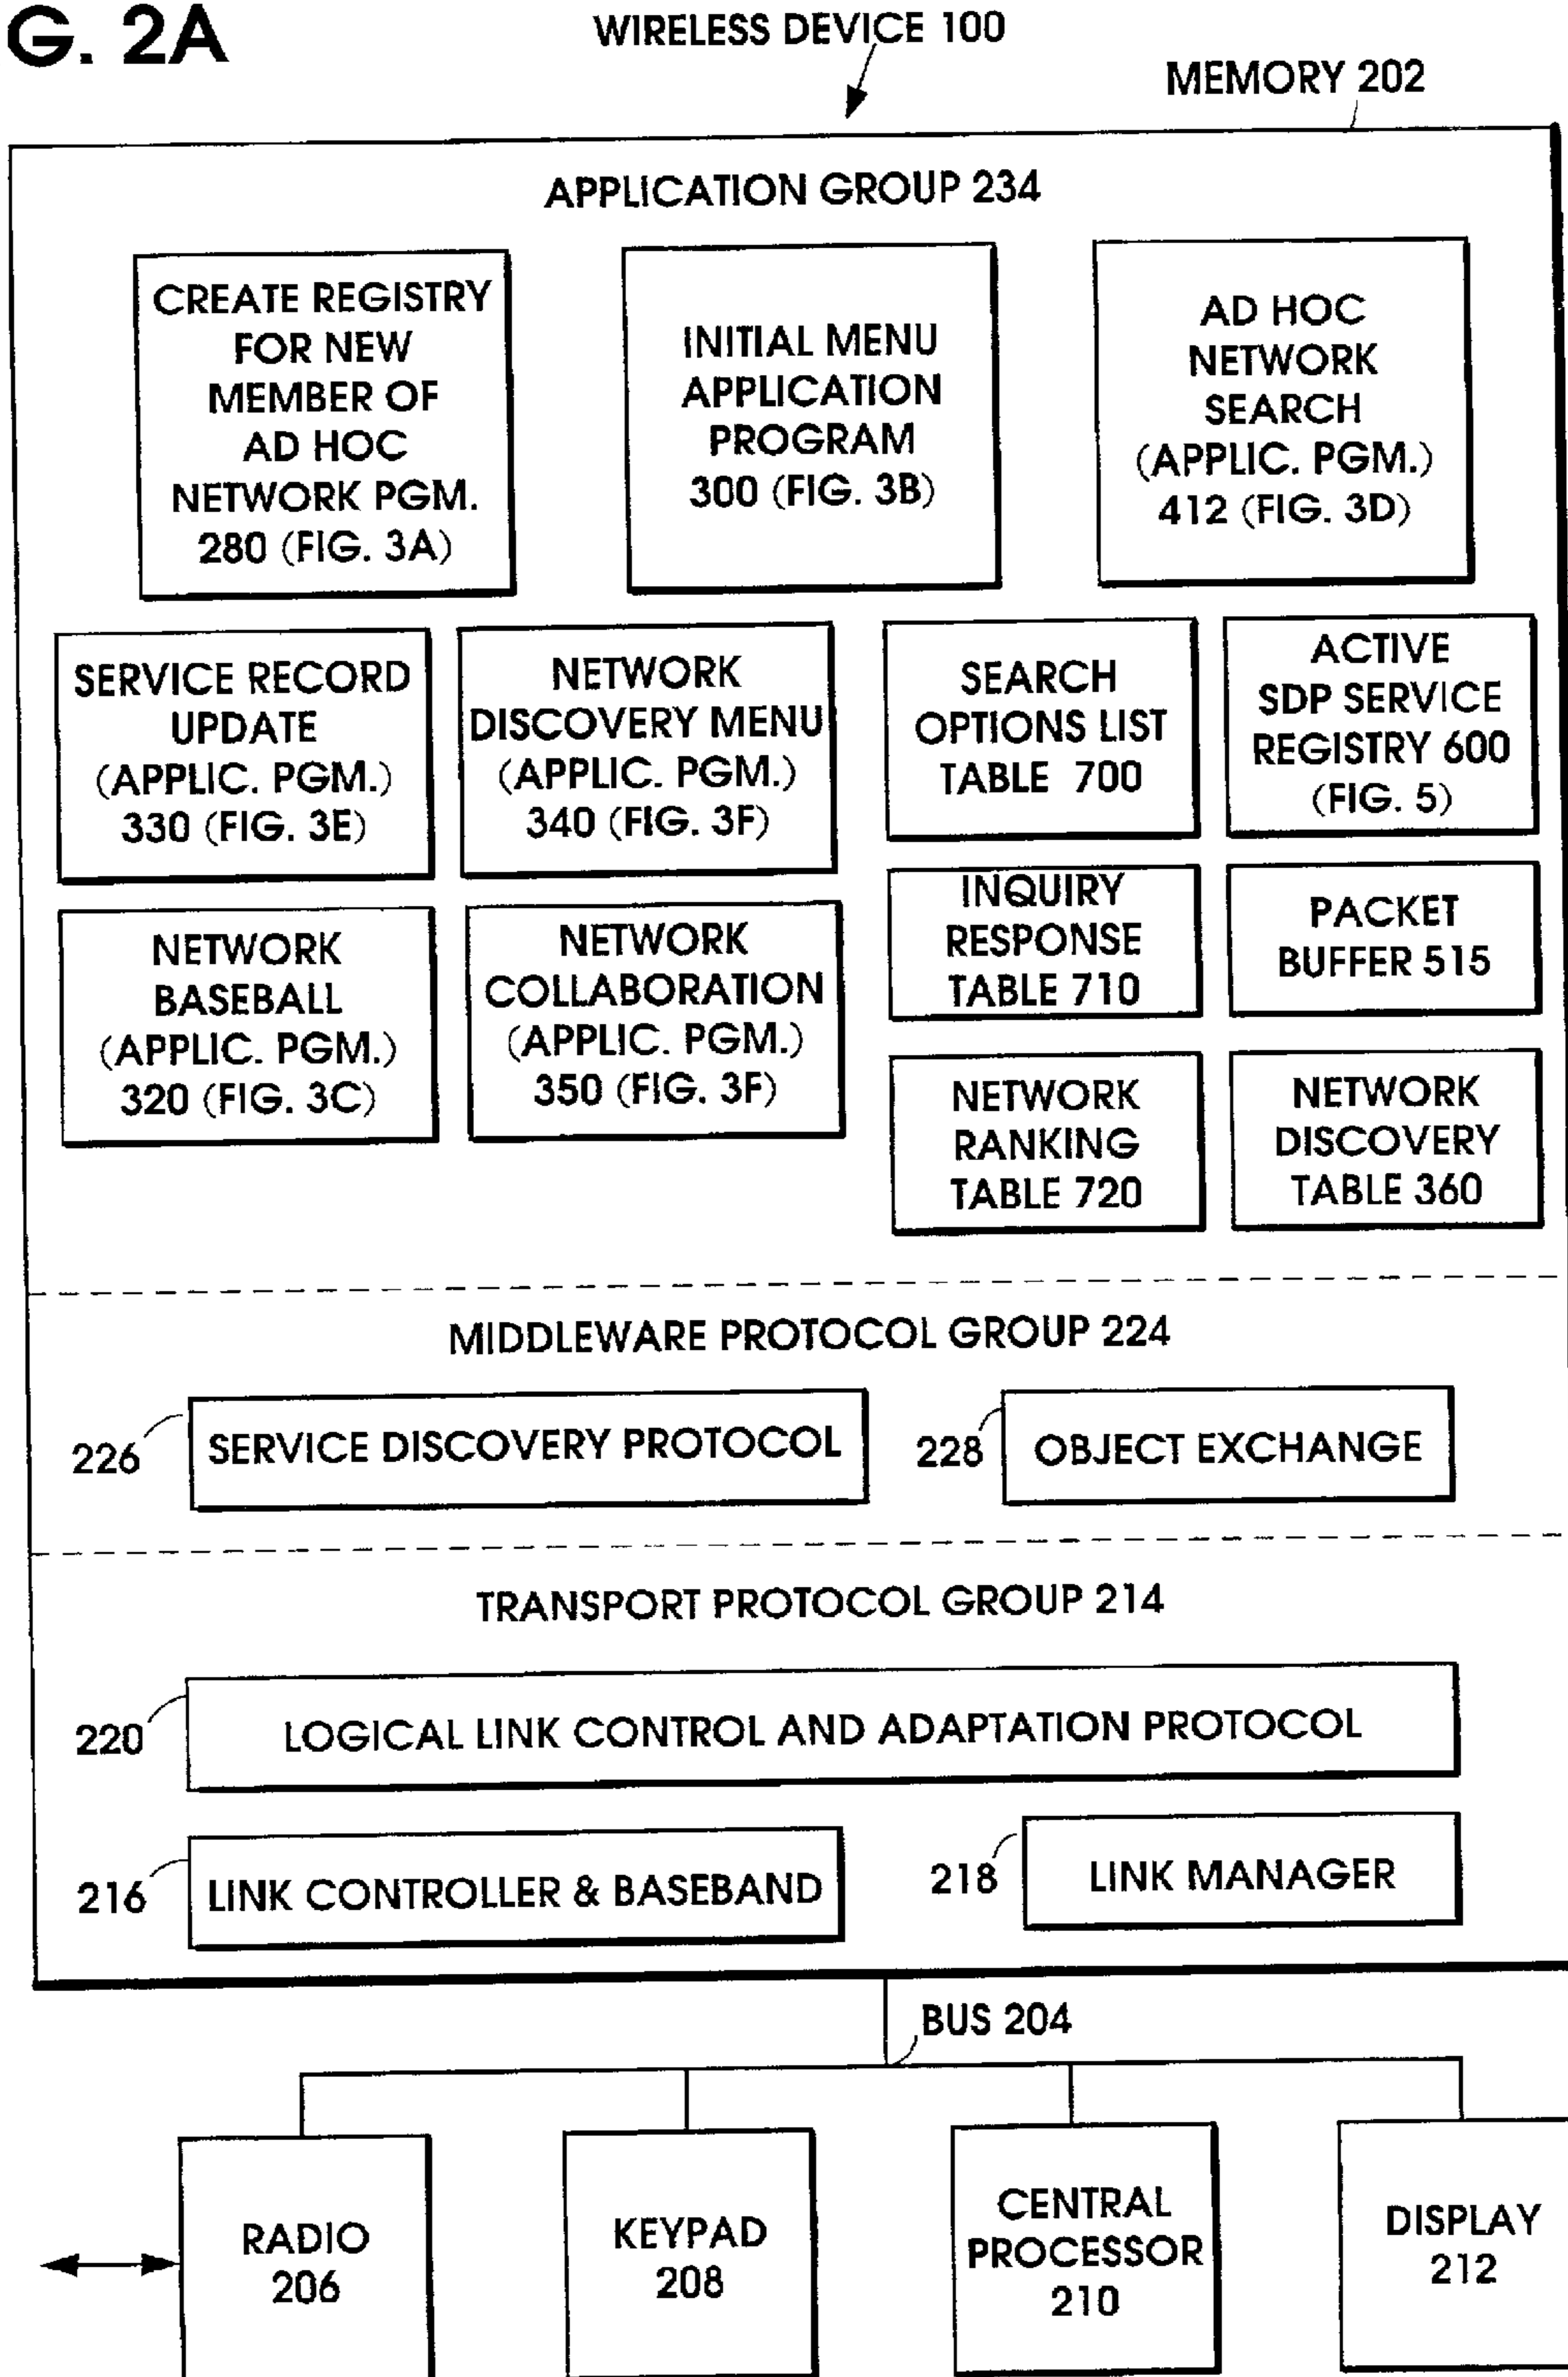 G. 2A
WIRELESS DEVICE 100
MEMORY 202
APPLICATION GROUP 234
CREATE REGISTRY
FOR NEW
MEMBER OF
AD HOC
NETWORK PGM.
280 (FIG. 3A)
INITIAL MENU
APPLICATION
PROGRAM
300 (FIG. 3B)
AD HOC
NETWORK
SEARCH
(APPLIC. PGM.)
412 (FIG. 3D)
SERVICE RECORD
UPDATE
(APPLIC. PGM.)
330 (FIG. 3E)
NETWORK
DISCOVERY MENU
(APPLIC. PGM.)
340 (FIG. 3F)
SEARCH
OPTIONS LIST
TABLE 700
ACTIVE
SDP SERVICE
REGISTRY 600
(FIG. 5)
NETWORK
BASEBALL
(APPLIC. PGM.)
320 (FIG. 3C)
NETWORK
COLLABORATION
(APPLIC. PGM.)
350 (FIG. 3F)
INQUIRY
RESPONSE
TABLE 710
PACKET
BUFFER 515
NETWORK
RANKING
TABLE 720
NETWORK
DISCOVERY
TABLE 360
MIDDLEWARE PROTOCOL GROUP 224
226
SERVICE DISCOVERY PROTOCOL
228
OBJECT EXCHANGE
TRANSPORT PROTOCOL GROUP 214
220
LOGICAL LINK CONTROL AND ADAPTATION PROTOCOL
216
LINK CONTROLLER & BASEBAND
218
LINK MANAGER
BUS 204
RADIO
206
KEYPAD
208
CENTRAL
PROCESSOR
210
DISPLAY
212